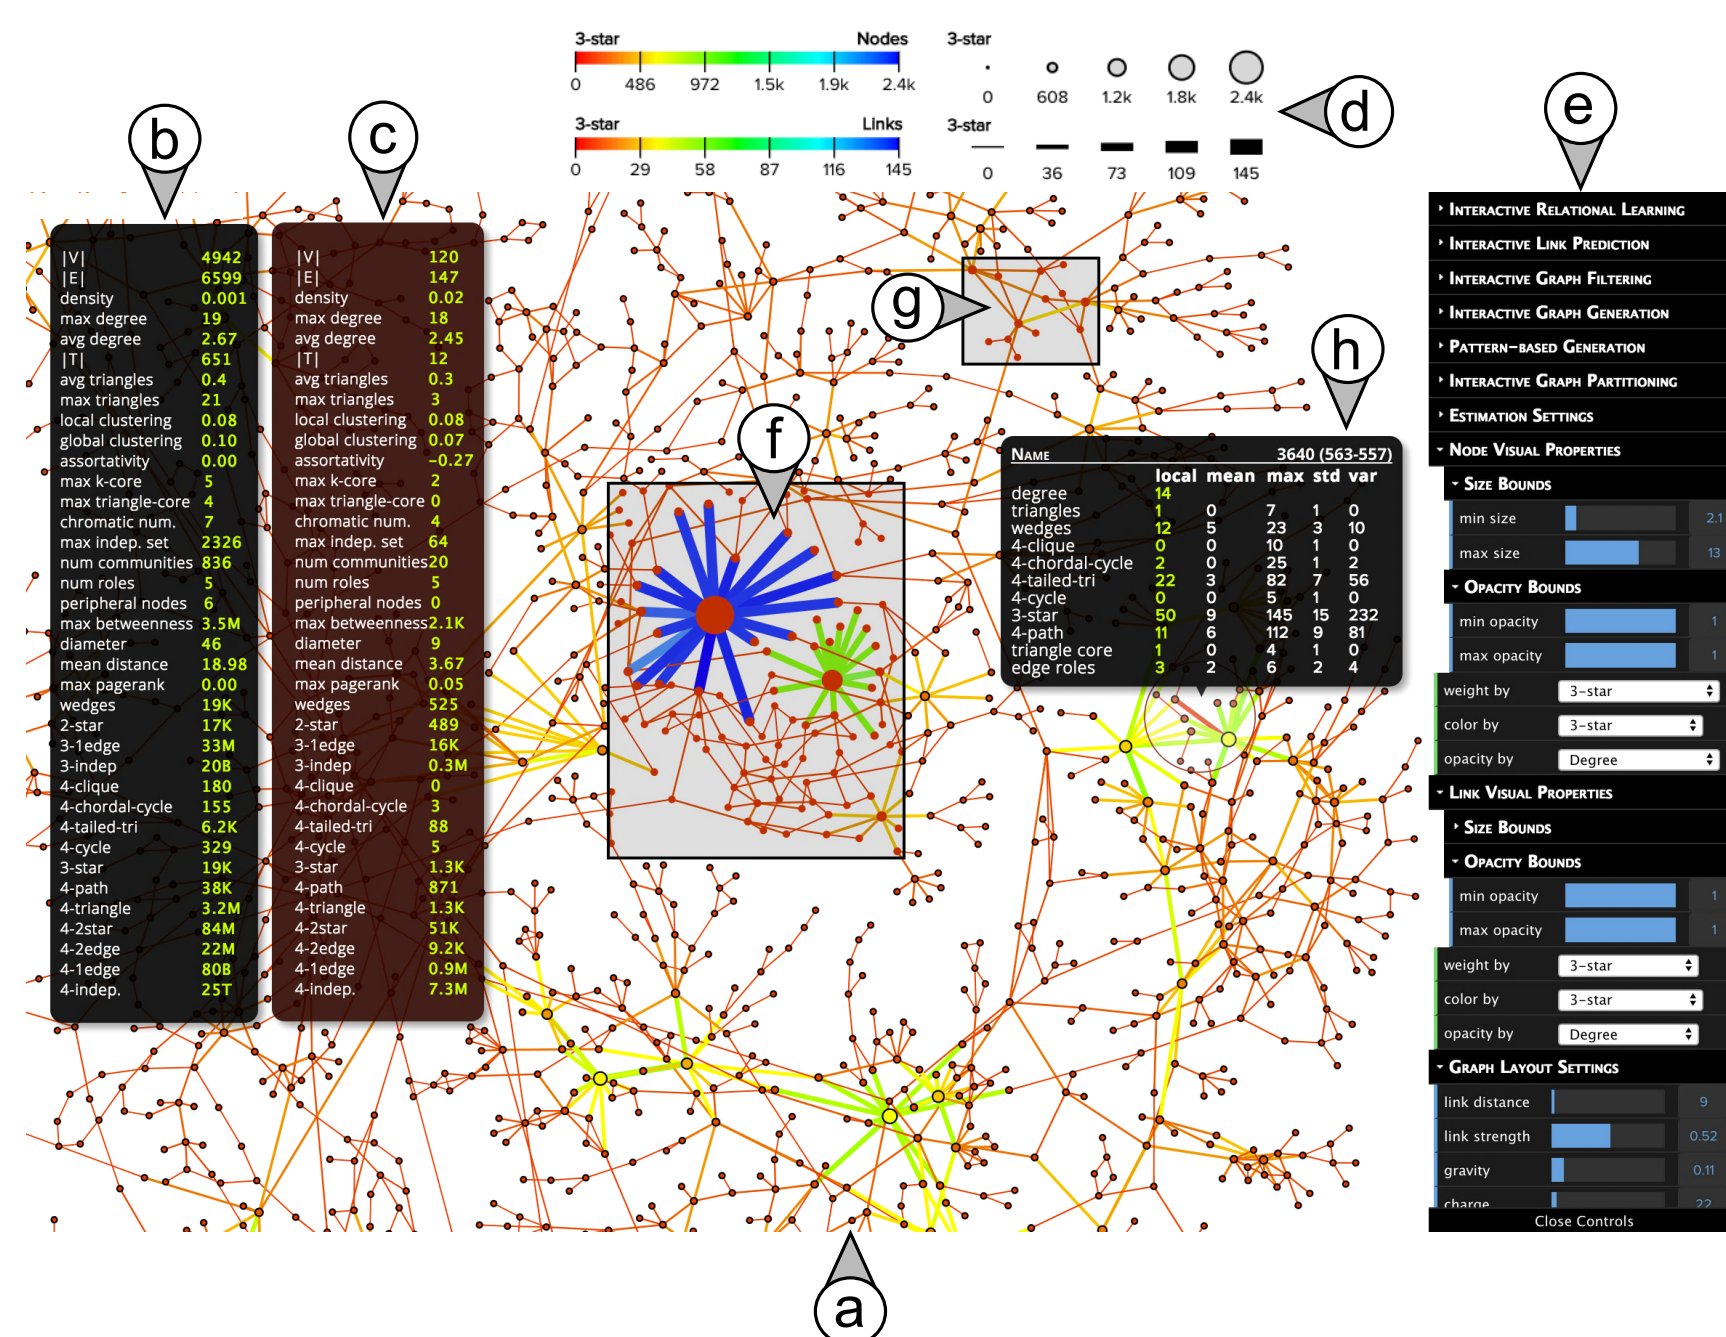 3-star Nodes
0 486 972 1.5k 1.9k 2.4k
3-star Links
0 29 58 87 116 145
3-star
0 608 1.2k 1.8k 2.4k
3-star
0 36 73 109 145
d
e
b
c
|V| 4942
|E| 6599
density 0.001
max degree 19
avg degree 2.67
|T| 651
avg triangles 0.4
max triangles 21
local clustering 0.08
global clustering 0.10
assortativity 0.00
max k-core 5
max triangle-core 4
chromatic num. 7
max indep. set 2326
num communities 836
num roles 5
peripheral nodes 6
max betweenness 3.5M
diameter 46
mean distance 18.98
max pagerank 0.00
wedges 19K
2-star 17K
3-1edge 33M
3-indep 20B
4-clique 180
4-chordal-cycle 155
4-tailed-tri 6.2K
4-cycle 329
3-star 19K
4-path 38K
4-triangle 3.2M
4-2star 84M
4-2edge 22M
4-1edge 80B
4-indep. 25T
|V| 120
|E| 147
density 0.02
max degree 18
avg degree 2.45
|T| 12
avg triangles 0.3
max triangles 3
local clustering 0.08
global clustering 0.07
assortativity -0.27
max k-core 2
max triangle-core 0
chromatic num. 4
max indep. set 64
num communities 20
num roles 5
peripheral nodes 0
max betweenness 2.1K
diameter 9
mean distance 3.67
max pagerank 0.05
wedges 525
2-star 489
3-1edge 16K
3-indep 0.3M
4-clique 0
4-chordal-cycle 3
4-tailed-tri 88
4-cycle 5
3-star 1.3K
4-path 871
4-triangle 1.3K
4-2star 51K
4-2edge 9.2K
4-1edge 0.9M
4-indep. 7.3M
g
h
f
NAME 3640 (563-557)
local mean max std var
degree 14
triangles 1 0 7 1 0
wedges 12 5 23 3 10
4-clique 0 0 10 1 0
4-chordal-cycle 2 0 25 1 2
4-tailed-tri 22 3 82 7 56
4-cycle 0 0 5 1 0
3-star 50 9 145 15 232
4-path 11 6 112 9 81
triangle core 1 0 4 1 0
edge roles 3 2 6 2 4
INTERACTIVE RELATIONAL LEARNING
INTERACTIVE LINK PREDICTION
INTERACTIVE GRAPH FILTERING
INTERACTIVE GRAPH GENERATION
PATTERN-BASED GENERATION
INTERACTIVE GRAPH PARTITIONING
ESTIMATION SETTINGS
NODE VISUAL PROPERTIES
SIZE BOUNDS
min size 2.1
max size 13
OPACITY BOUNDS
min opacity 1
max opacity 1
weight by 3-star
color by 3-star
opacity by Degree
LINK VISUAL PROPERTIES
SIZE BOUNDS
OPACITY BOUNDS
min opacity 1
max opacity 1
weight by 3-star
color by 3-star
opacity by Degree
GRAPH LAYOUT SETTINGS
link distance 9
link strength 0.52
gravity 0.11
charge 22
Close Controls
a